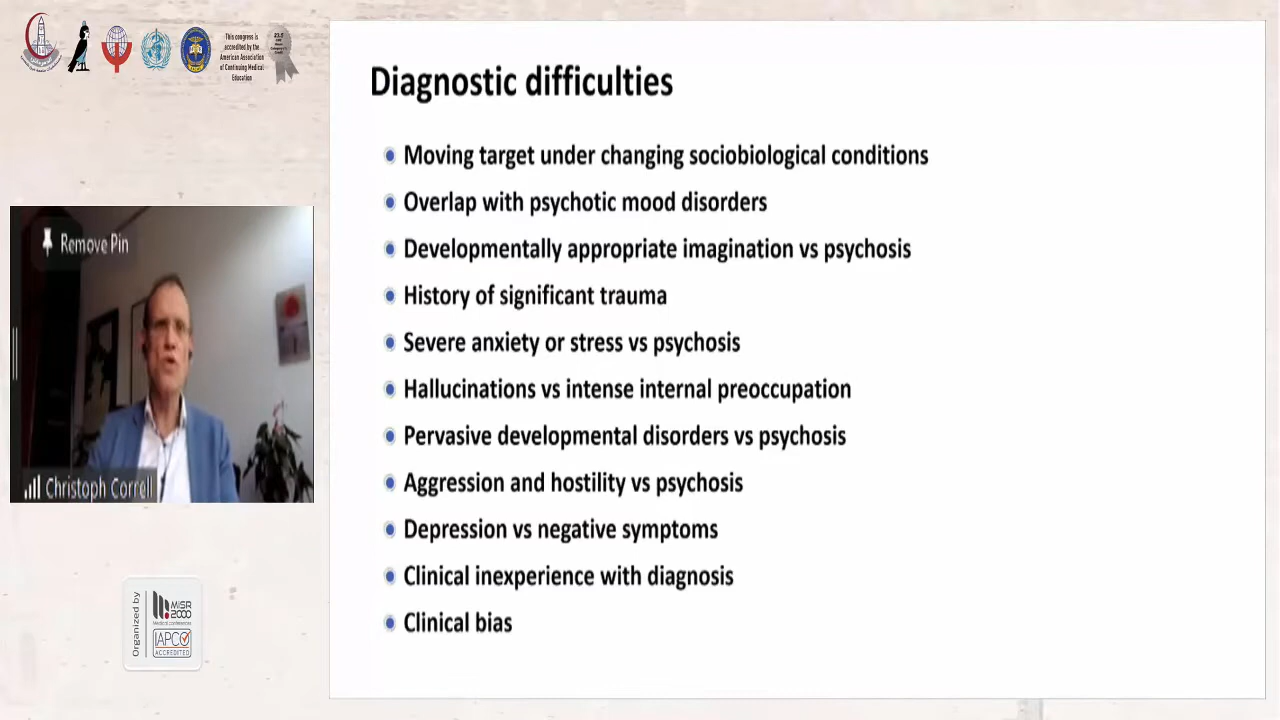 This congress is
accredited by the
American Association
of Continuing Medical
Education
Diagnostic difficulties
Moving target under changing sociobiological conditions
Overlap with psychotic mood disorders
Developmentally appropriate imagination vs psychosis
History of significant trauma
Severe anxiety or stress vs psychosis
Hallucinations vs intense internal preoccupation
Pervasive developmental disorders vs psychosis
Aggression and hostility vs psychosis
Depression vs negative symptoms
Clinical inexperience with diagnosis
Clinical bias
Remove Pin
Christoph Correll
Organized by
MISR
2000
Medical conferences
IAPCO
ACCREDITED